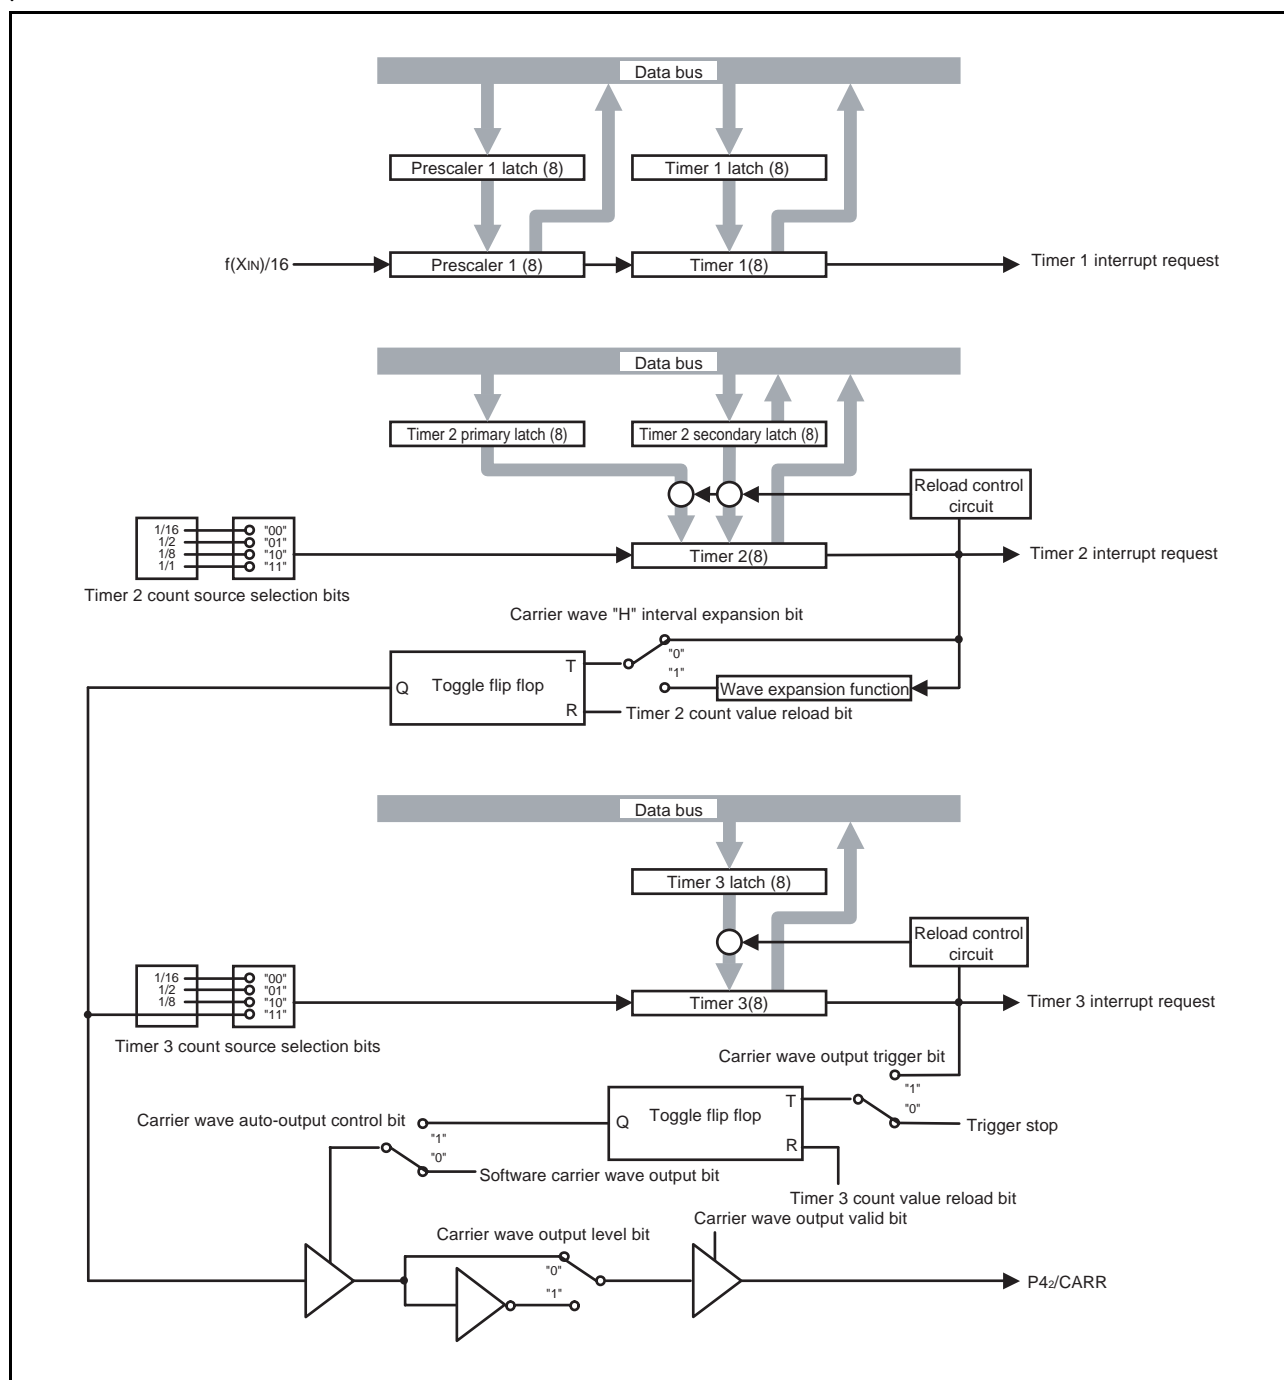 Data bus
Prescaler 1 latch (8)
Timer 1 latch (8)
f(XIN)/16
Prescaler 1 (8)
Timer 1(8)
Timer 1 interrupt request
Data bus
Timer 2 primary latch (8)
Timer 2 secondary latch (8)
Reload control
circuit
1/16
1/2
1/8
1/1
"00"
"01"
"10"
"11"
Timer 2(8)
Timer 2 interrupt request
Timer 2 count source selection bits
Carrier wave "H" interval expansion bit
"0"
"1"
T
Q
Toggle flip flop
R
Wave expansion function
Timer 2 count value reload bit
Data bus
Timer 3 latch (8)
Reload control
circuit
1/16
1/2
1/8
"00"
"01"
"10"
"11"
Timer 3(8)
Timer 3 interrupt request
Timer 3 count source selection bits
Carrier wave output trigger bit
"1"
"0"
Trigger stop
Carrier wave auto-output control bit
"1"
"0"
Q
Toggle flip flop
T
R
Software carrier wave output bit
Timer 3 count value reload bit
Carrier wave output valid bit
Carrier wave output level bit
"0"
"1"
P42/CARR